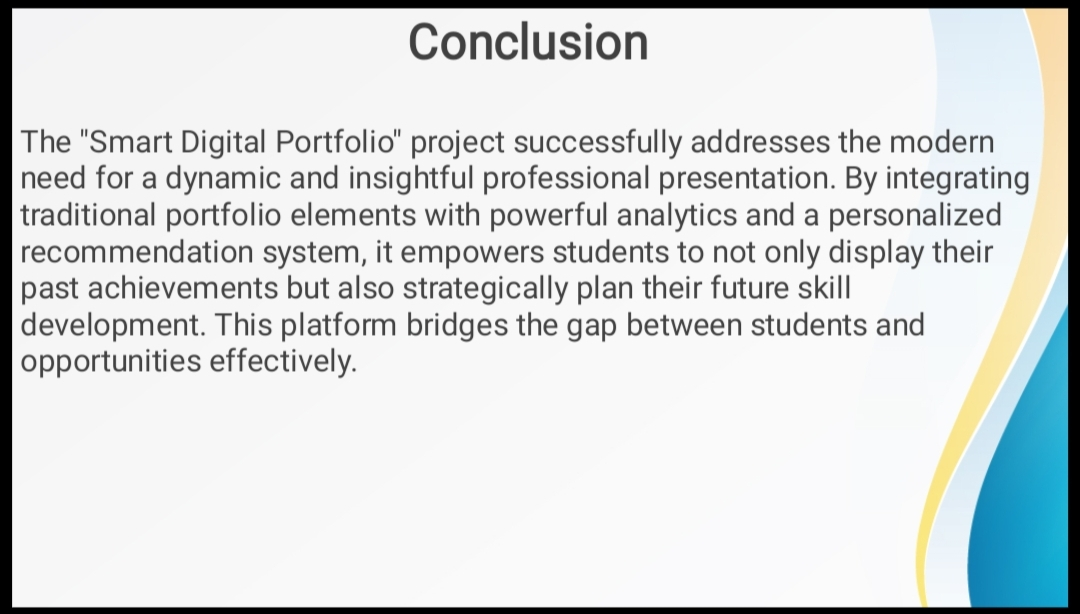 Conclusion
The "Smart Digital Portfolio" project successfully addresses the modern
need for a dynamic and insightful professional presentation. By integrating
traditional portfolio elements with powerful analytics and a personalized
recommendation system, it empowers students to not only display their
past achievements but also strategically plan their future skill
development. This platform bridges the gap between students and
opportunities effectively.